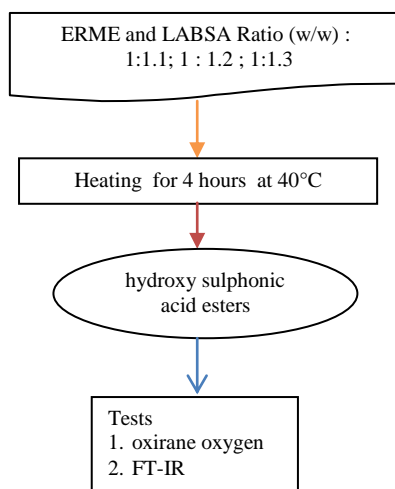 ERME and LABSA Ratio (w/w) :
1:1.1; 1 : 1.2 ; 1:1.3
Heating for 4 hours at 40°C
hydroxy sulphonic
acid esters
Tests
1. oxirane oxygen
2. FT-IR